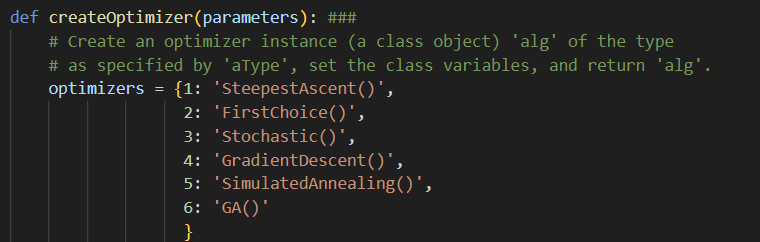 def createOptimizer(parameters): ###
# Create an optimizer instance (a class object) 'alg' of the type
# as specified by 'aType', set the class variables, and return 'alg'.
optimizers = {1: 'SteepestAscent()',
2: 'FirstChoice()',
3: 'Stochastic()',
4: 'GradientDescent()',
5: 'SimulatedAnnealing()',
6: 'GA()'
}